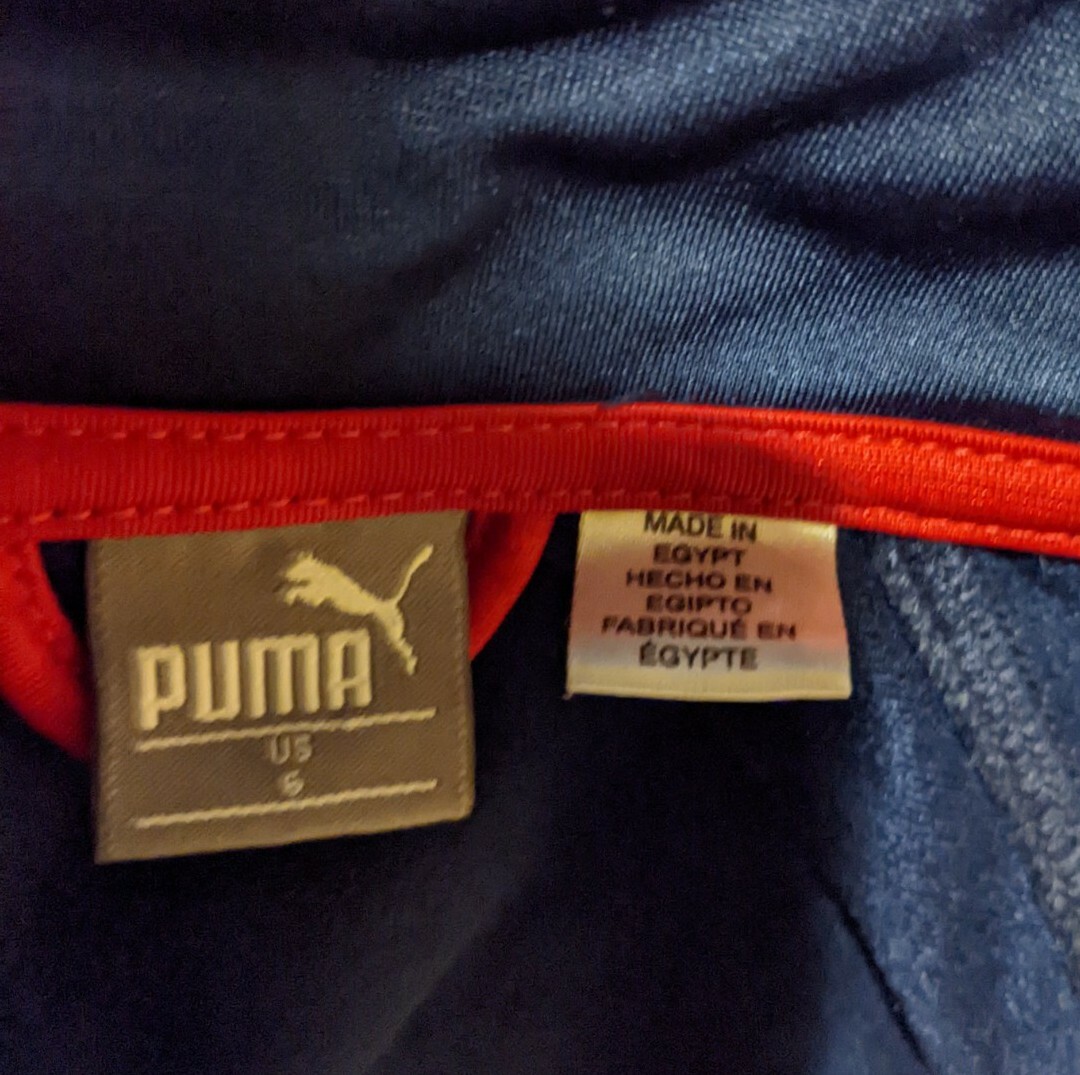 PUMA
US
MADE IN
EGYPT
HECHO EN
EGIPTO
FABRIQUÉ EN
ÉGYPTE